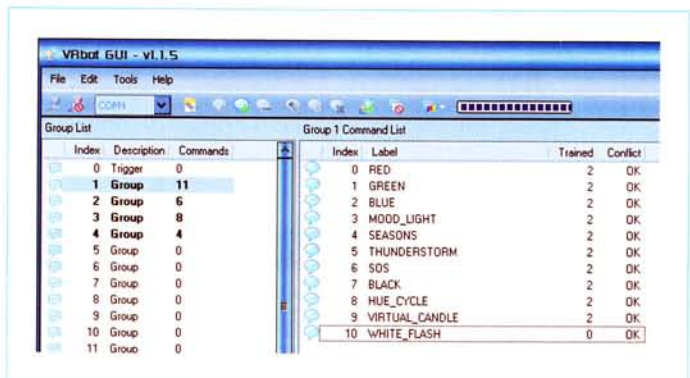 VRbot GUI - v1.1.5
File Edit Tools Help
COM4
Group List
Index Description Commands
0 Trigger 0
1 Group 11
2 Group 6
3 Group 8
4 Group 4
5 Group 0
6 Group 0
7 Group 0
8 Group 0
9 Group 0
10 Group 0
11 Group 0
Group 1 Command List
Index Label Trained Conflict
0 RED 2 OK
1 GREEN 2 OK
2 BLUE 2 OK
3 MOOD_LIGHT 2 OK
4 SEASONS 2 OK
5 THUNDERSTORM 2 OK
6 SOS 2 OK
7 BLACK 2 OK
8 HUE_CYCLE 2 OK
9 VIRTUAL_CANDLE 2 OK
10 WHITE_FLASH 0 OK